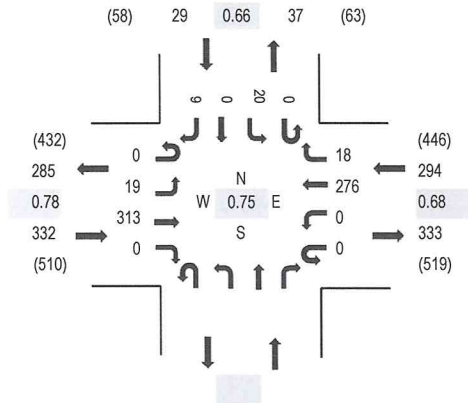 (58) 29 0.66 37 (63)
9 0 20 0
(432) 0 18 (446)
285 294
19 N 276
0.78 W 0.75 E 0.68
313 0
332 S 333
0 0
(510) (519)